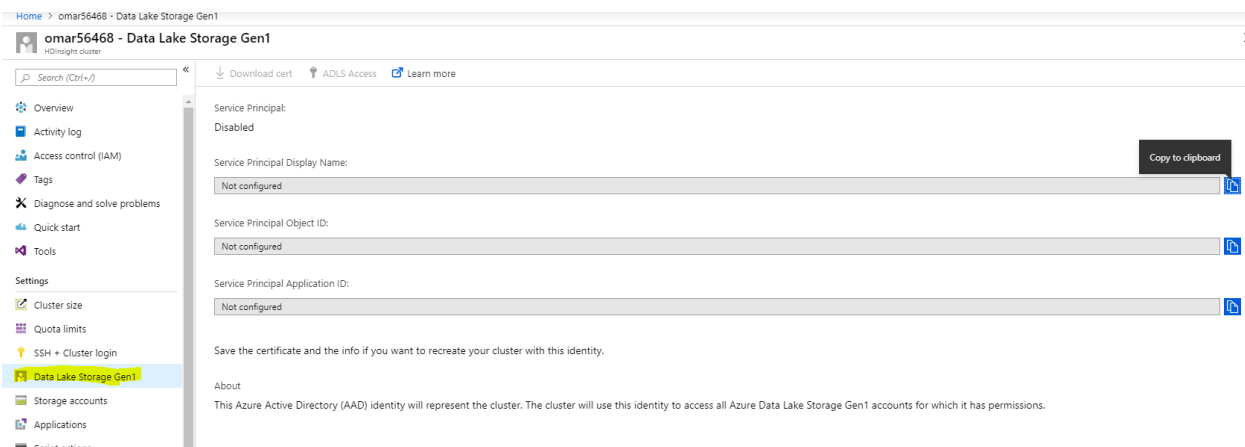 Home > omar56468 - Data Lake Storage Gen1
omar56468 - Data Lake Storage Gen1
HDInsight cluster
Search (Ctrl+/)
«
Download cert
ADLS Access
Learn more
Overview
Activity log
Access control (IAM)
Tags
Diagnose and solve problems
Quick start
Tools
Settings
Cluster size
Quota limits
SSH + Cluster login
Data Lake Storage Gen1
Storage accounts
Applications
Script actions
Service Principal:
Disabled
Service Principal Display Name:
Copy to clipboard
Not configured
Service Principal Object ID:
Not configured
Service Principal Application ID:
Not configured
Save the certificate and the info if you want to recreate your cluster with this identity.
About
This Azure Active Directory (AAD) identity will represent the cluster. The cluster will use this identity to access all Azure Data Lake Storage Gen1 accounts for which it has permissions.